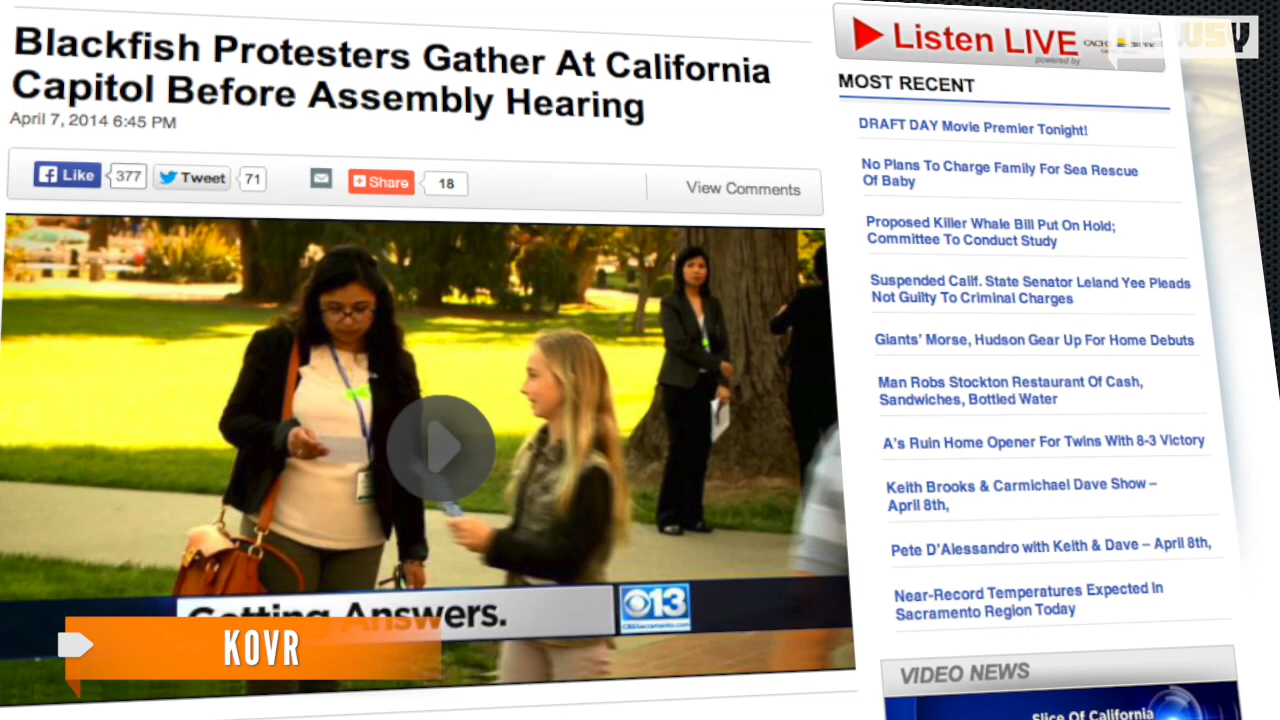 Blackfish Protesters Gather At California
Capitol Before Assembly Hearing
April 7, 2014 6:45 PM
Like
377
Tweet
71
Share
18
View Comments
Getting Answers.
13
CBSSacramento.com
KOVR
Listen LIVE
powered by
NEWSY
MOST RECENT
DRAFT DAY Movie Premier Tonight!
No Plans To Charge Family For Sea Rescue
Of Baby
Proposed Killer Whale Bill Put On Hold;
Committee To Conduct Study
Suspended Calif. State Senator Leland Yee Pleads
Not Guilty To Criminal Charges
Giants’ Morse, Hudson Gear Up For Home Debuts
Man Robs Stockton Restaurant Of Cash,
Sandwiches, Bottled Water
A’s Ruin Home Opener For Twins With 8-3 Victory
Keith Brooks & Carmichael Dave Show –
April 8th,
Pete D’Alessandro with Keith & Dave – April 8th,
Near-Record Temperatures Expected In
Sacramento Region Today
VIDEO NEWS
Slice Of California